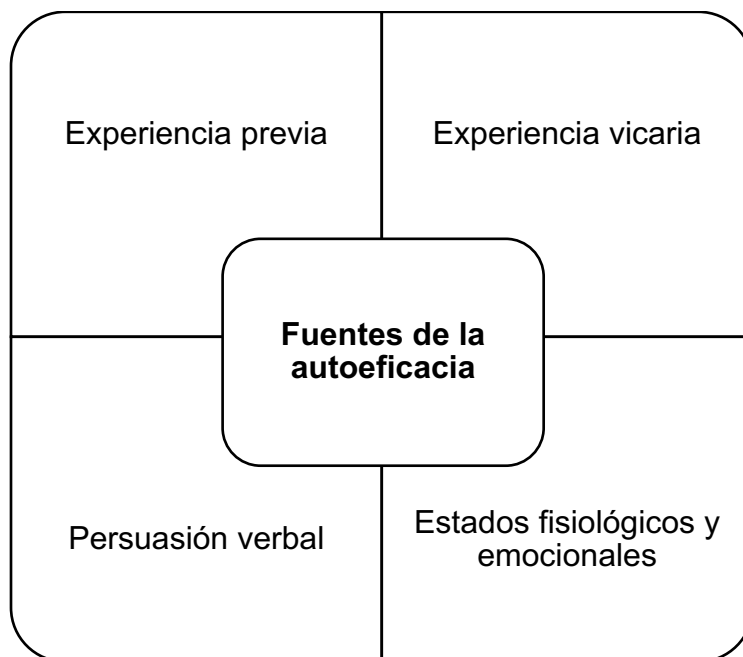 Experiencia previa
Experiencia vicaria
Fuentes de la
autoeficacia
Persuasión verbal
Estados fisiológicos y
emocionales